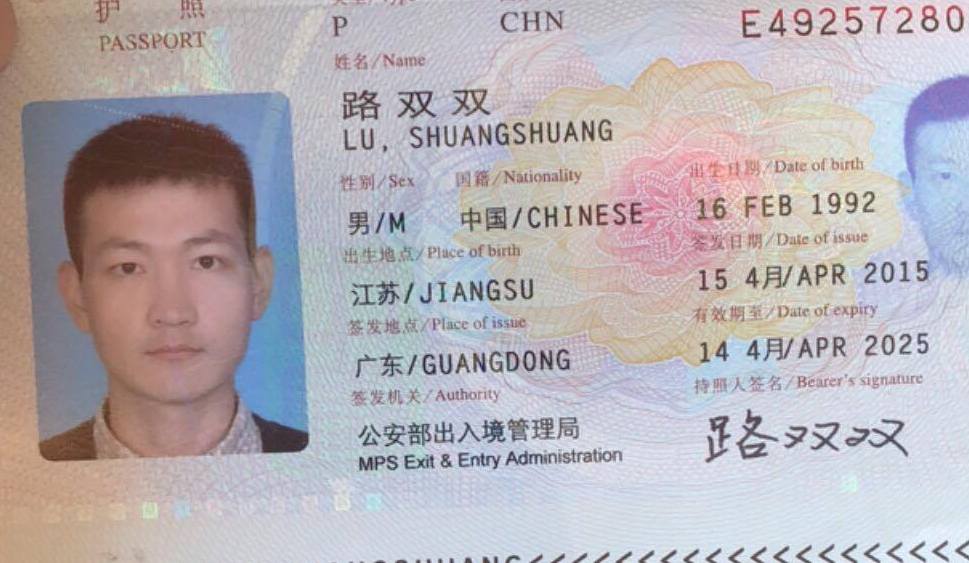 护 照
PASSPORT
P
CHN
E49257280
姓名/Name
路双双
LU, SHUANGSHUANG
性别/Sex 国籍/Nationality 出生日期/Date of birth
男/M 中国/CHINESE 16 FEB 1992
出生地点/Place of birth 签发日期/Date of issue
江苏/JIANGSU 15 4月/APR 2015
签发地点/Place of issue 有效期至/Date of expiry
广东/GUANGDONG 14 4月/APR 2025
签发机关/Authority 持照人签名/Bearer's signature
公安部出入境管理局
MPS Exit & Entry Administration
路双双